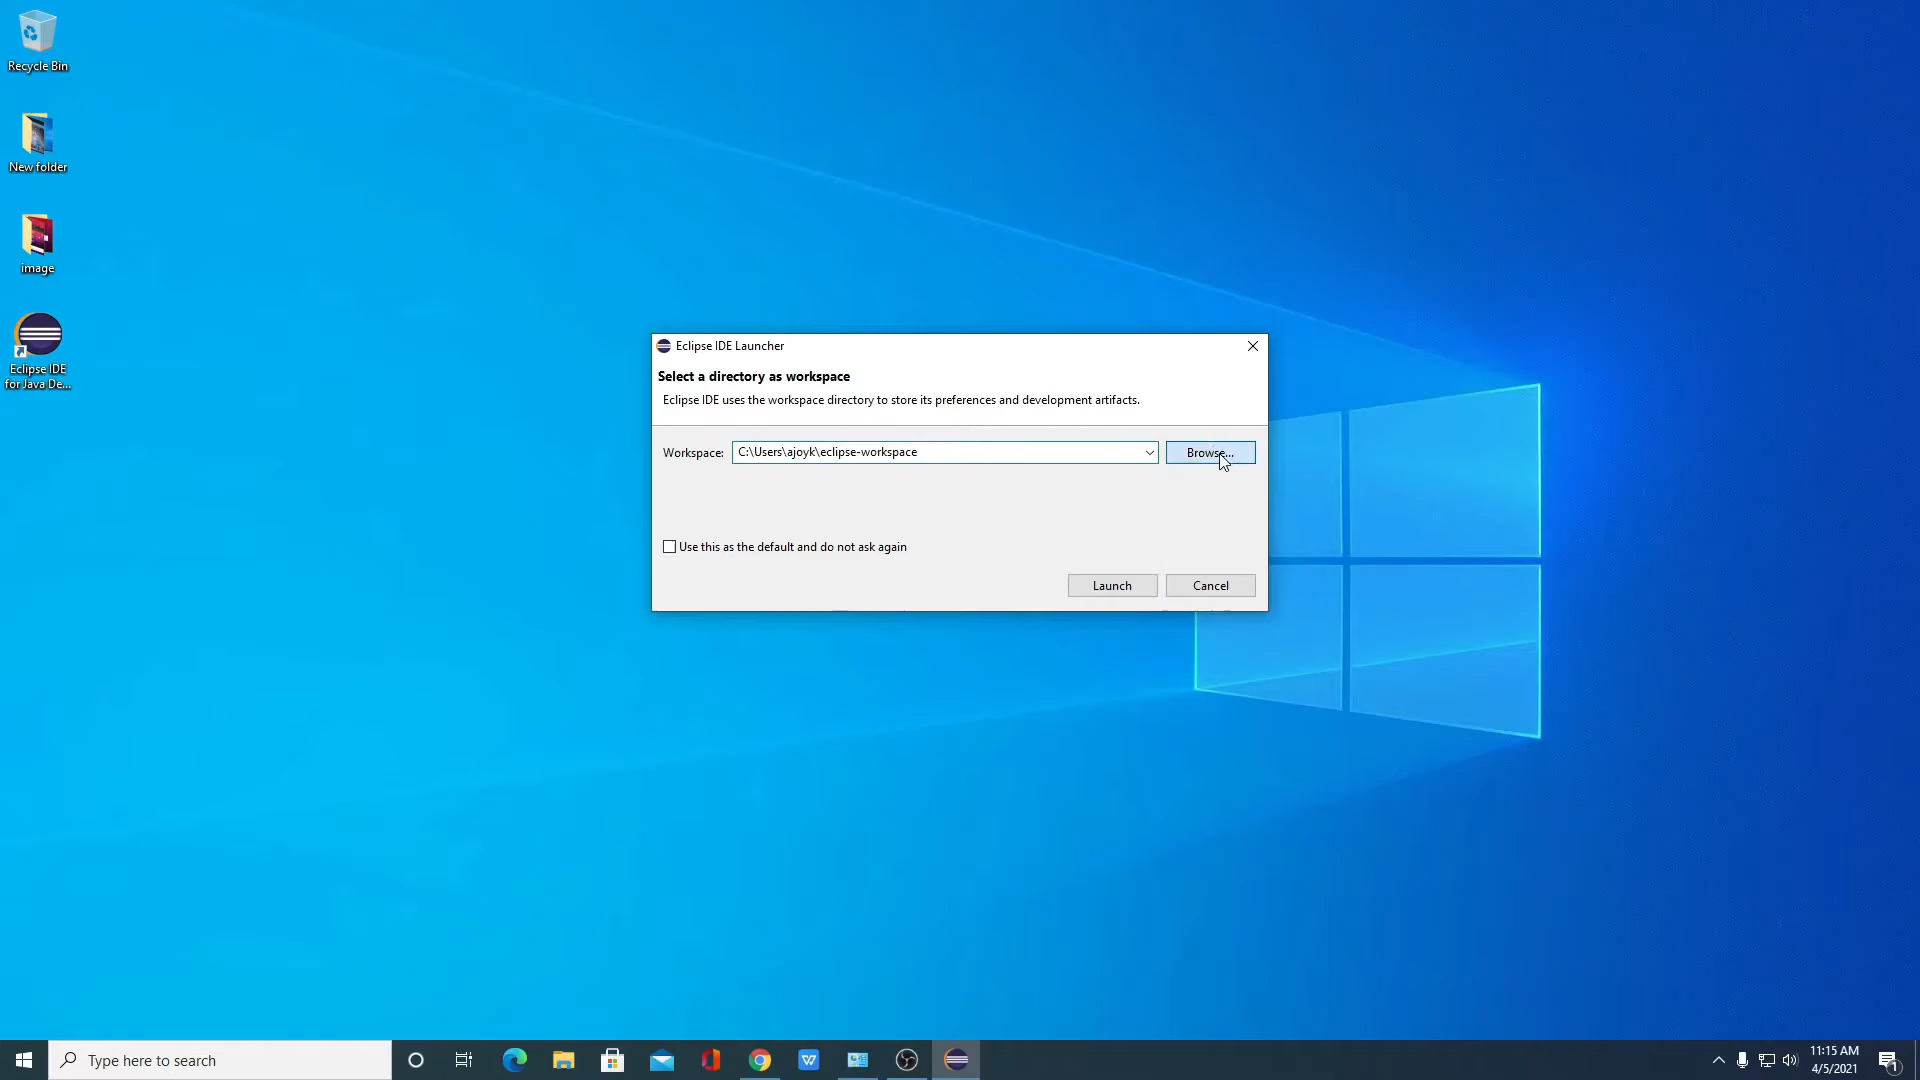 Recycle Bin
New folder
image
Eclipse IDE
for Java De...
Eclipse IDE Launcher
Select a directory as workspace
Eclipse IDE uses the workspace directory to store its preferences and development artifacts.
Workspace: C:\Users\ajoyk\eclipse-workspace Browse...
Use this as the default and do not ask again
Launch Cancel
Type here to search
11:15 AM
4/5/2021
1